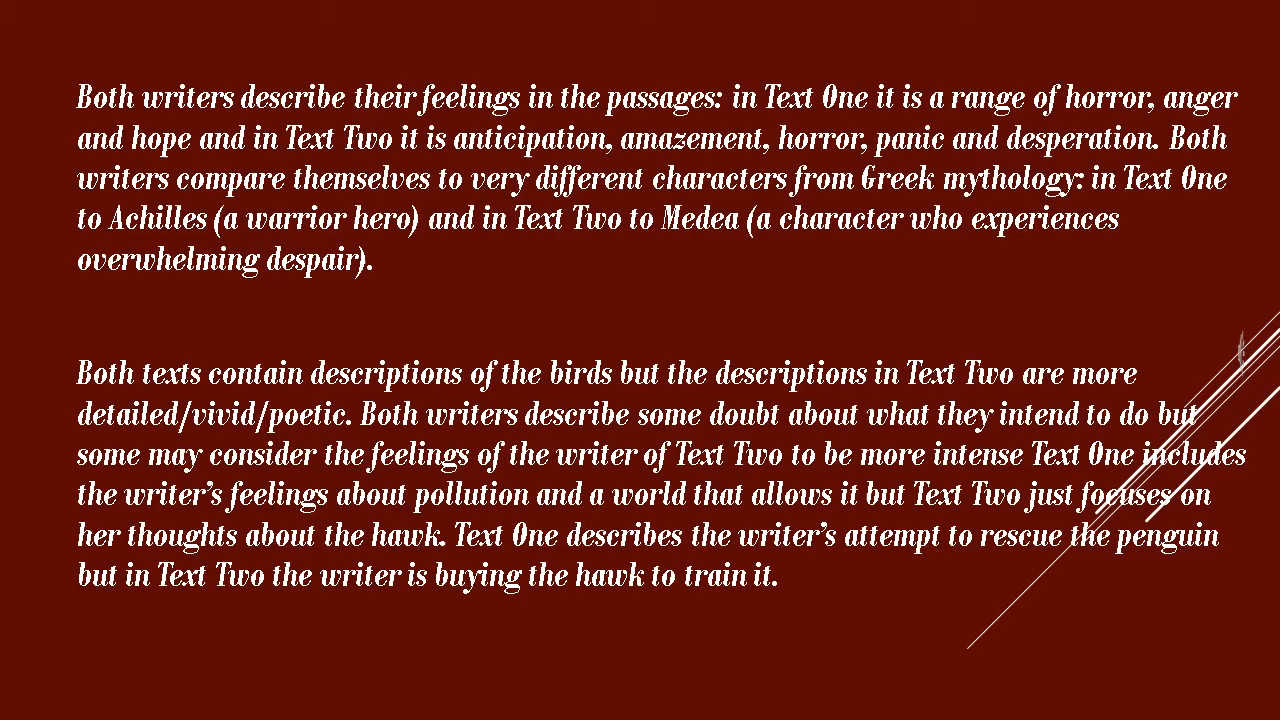 Both writers describe their feelings in the passages: in Text One it is a range of horror, anger
and hope and in Text Two it is anticipation, amazement, horror, panic and desperation. Both
writers compare themselves to very different characters from Greek mythology: in Text One
to Achilles (a warrior hero) and in Text Two to Medea (a character who experiences
overwhelming despair).
Both texts contain descriptions of the birds but the descriptions in Text Two are more
detailed/vivid/poetic. Both writers describe some doubt about what they intend to do but
some may consider the feelings of the writer of Text Two to be more intense Text One includes
the writer’s feelings about pollution and a world that allows it but Text Two just focuses on
her thoughts about the hawk. Text One describes the writer’s attempt to rescue the penguin
but in Text Two the writer is buying the hawk to train it.